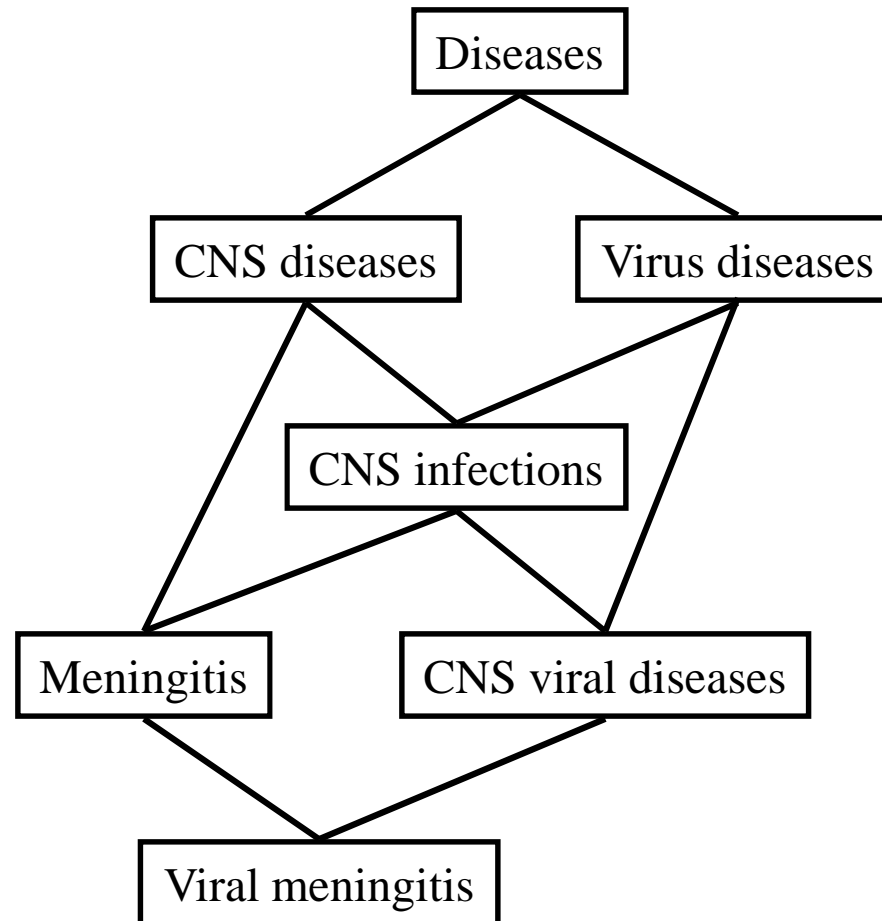 Diseases
CNS diseases
Virus diseases
CNS infections
Meningitis
CNS viral diseases
Viral meningitis